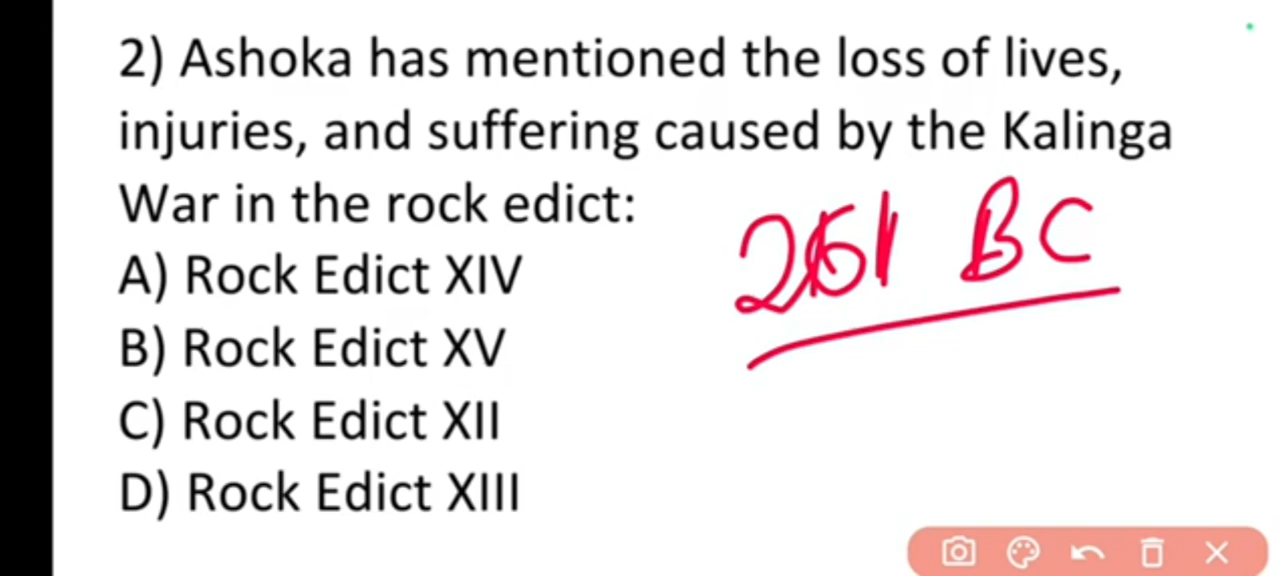 2) Ashoka has mentioned the loss of lives,
injuries, and suffering caused by the Kalinga
War in the rock edict:
261 BC
A) Rock Edict XIV
B) Rock Edict XV
C) Rock Edict XII
D) Rock Edict XIII